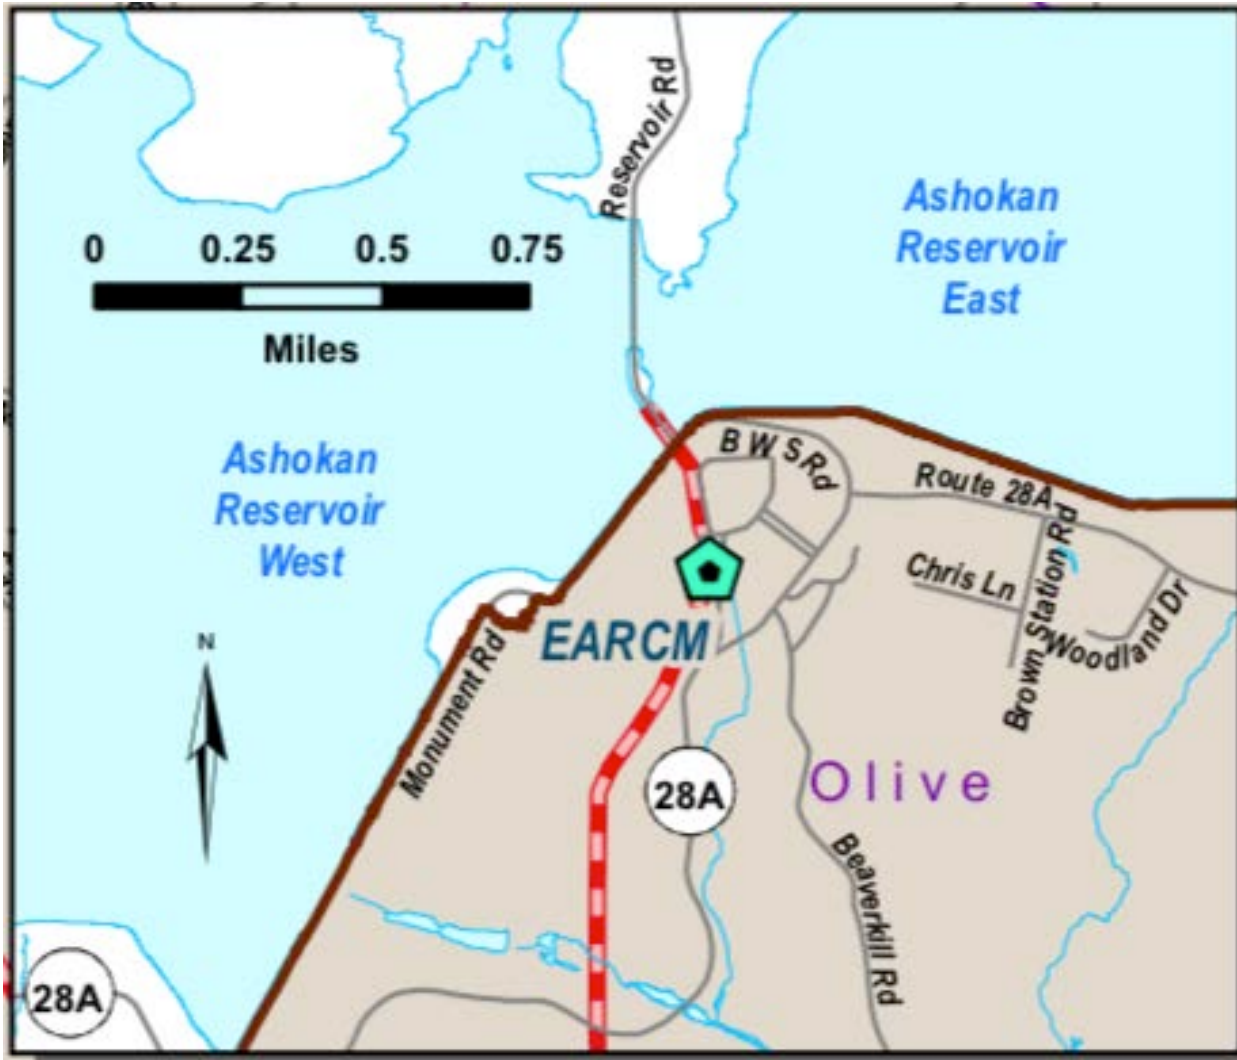 Reservoir Rd
Ashokan
Reservoir
East
0 0.25 0.5 0.75
Miles
Ashokan
Reservoir
West
B W S Rd
Route 28A
Chris Ln
Brown Station Rd
Woodland Dr
EARCM
N
Monument Rd
28A
Olive
Beaverkill Rd
28A